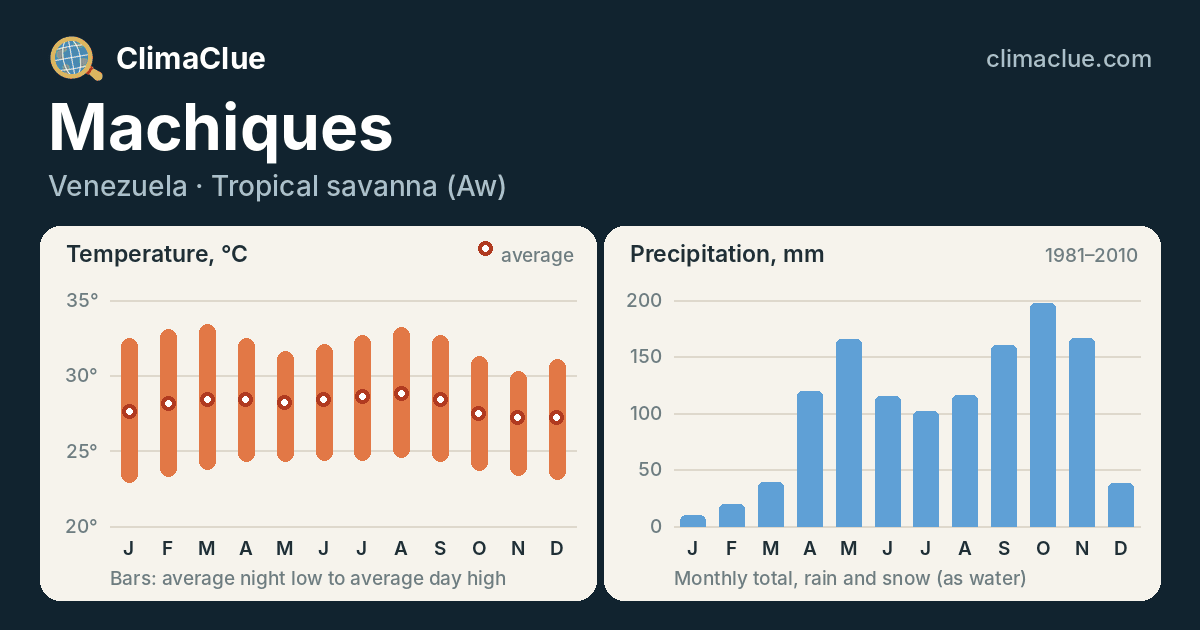 ClimaClue
climaclue.com
Machiques
Venezuela · Tropical savanna (Aw)
Temperature, °C
average
35°
30°
25°
20°
J F M A M J J A S O N D
Bars: average night low to average day high
Precipitation, mm
1981–2010
200
150
100
50
0
J F M A M J J A S O N D
Monthly total, rain and snow (as water)